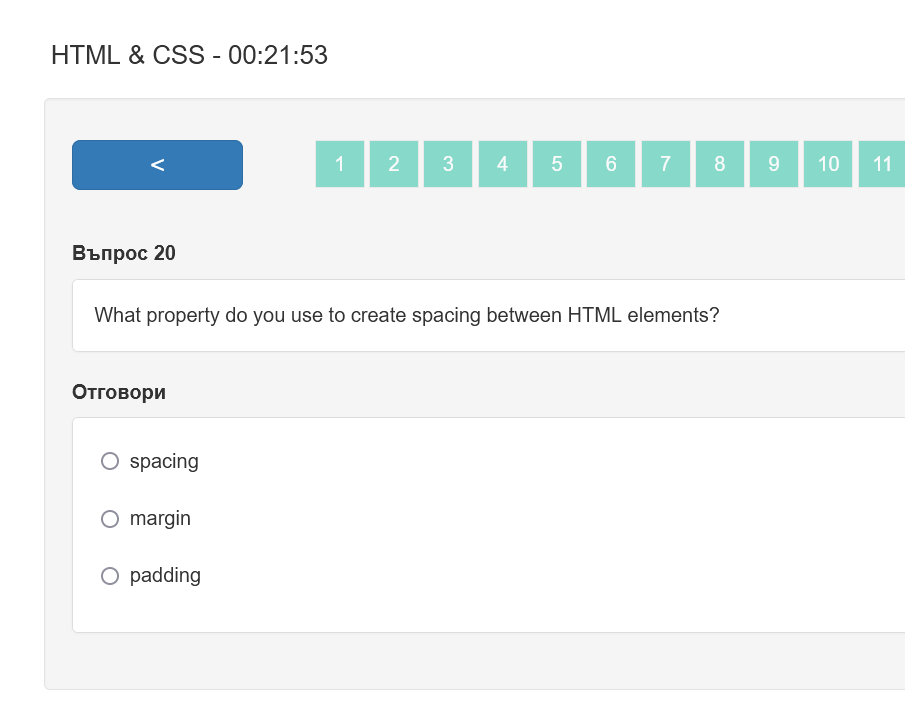 HTML & CSS - 00:21:53
< 1 2 3 4 5 6 7 8 9 10 11
Въпрос 20
What property do you use to create spacing between HTML elements?
Отговори
spacing
margin
padding